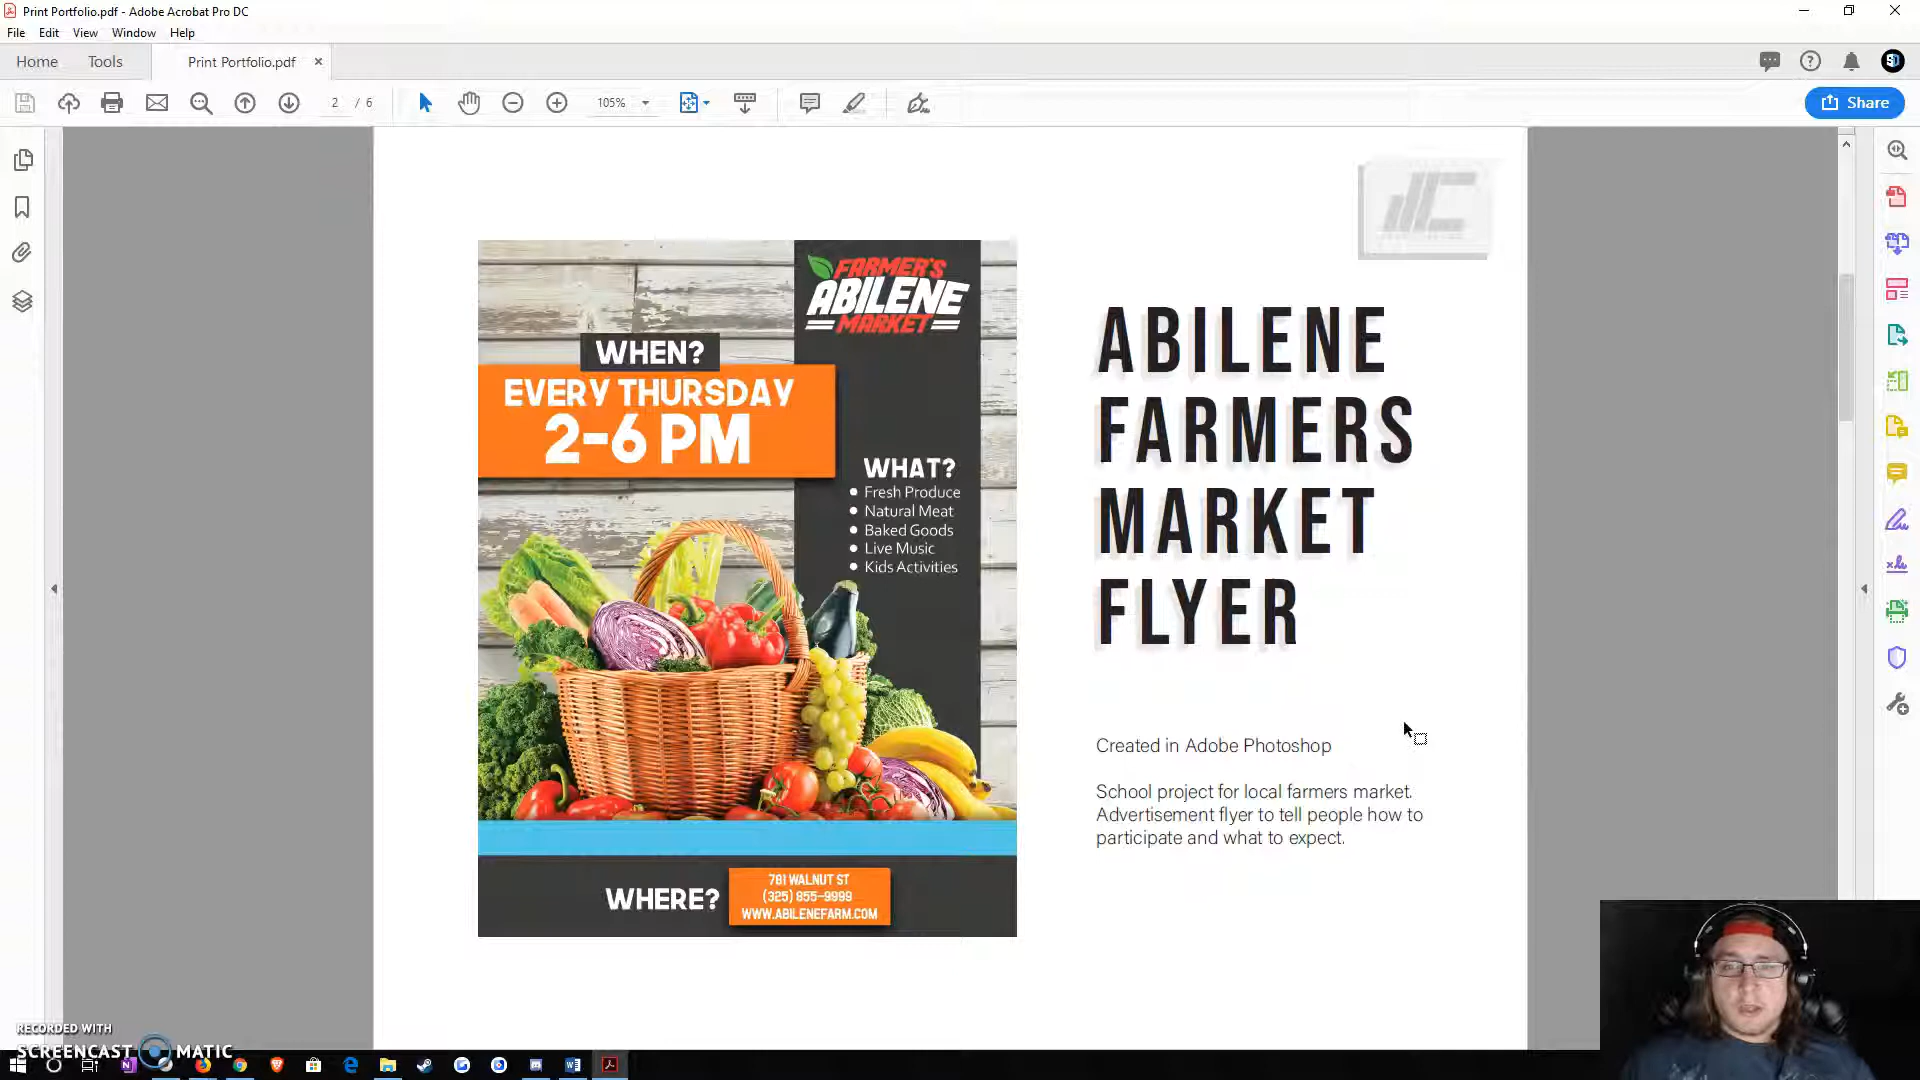 Print Portfolio.pdf - Adobe Acrobat Pro DC
File Edit View Window Help
Home Tools Print Portfolio.pdf
2 / 6 105% Share
FARMER'S
ABILENE
MARKET
WHEN?
EVERY THURSDAY
2-6 PM
WHAT?
Fresh Produce
Natural Meat
Baked Goods
Live Music
Kids Activities
WHERE?
781 WALNUT ST
(325) 855-9999
WWW.ABILENEFARM.COM
JC
ABILENE
FARMERS
MARKET
FLYER
Created in Adobe Photoshop
School project for local farmers market.
Advertisement flyer to tell people how to
participate and what to expect.
RECORDED WITH
SCREENCAST MATIC